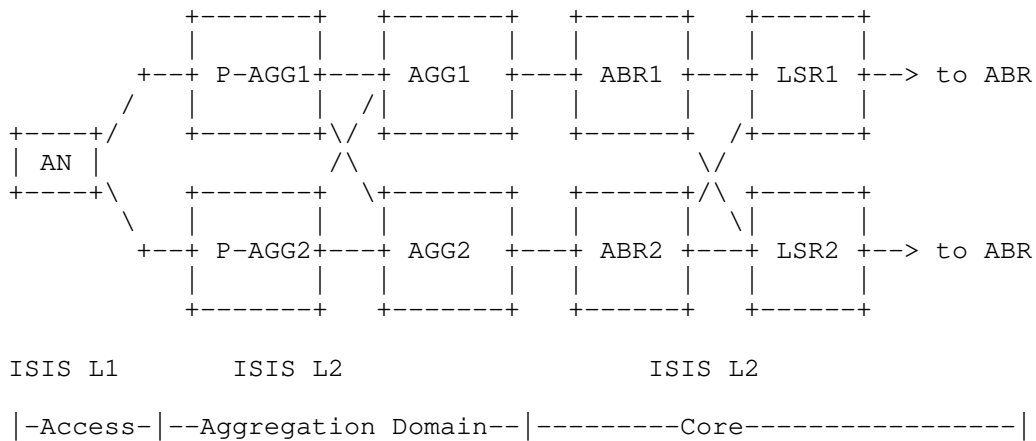 P-AGG1 AGG1 ABR1 LSR1 to ABR
AN
P-AGG2 AGG2 ABR2 LSR2 to ABR
ISIS L1 ISIS L2 ISIS L2
Access Aggregation Domain Core